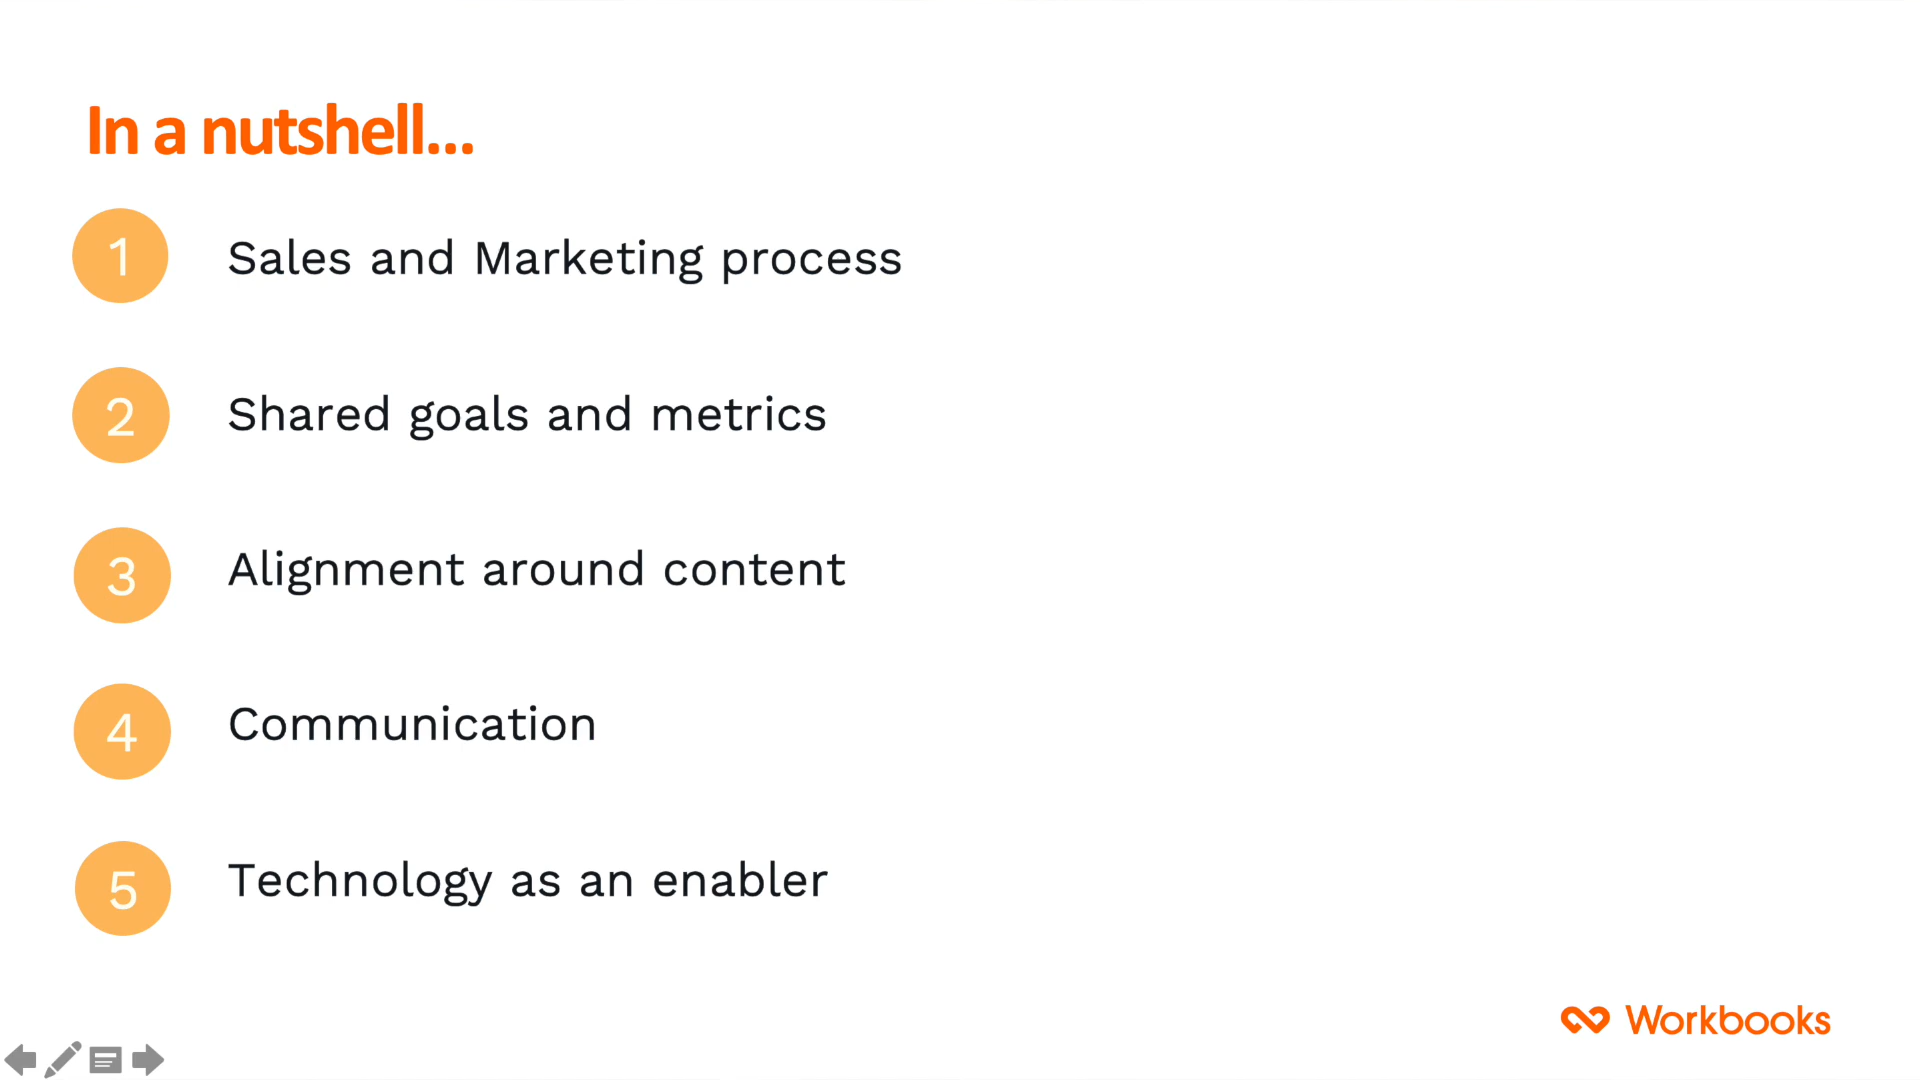 In a nutshell...
1 Sales and Marketing process
2 Shared goals and metrics
3 Alignment around content
4 Communication
5 Technology as an enabler
Workbooks